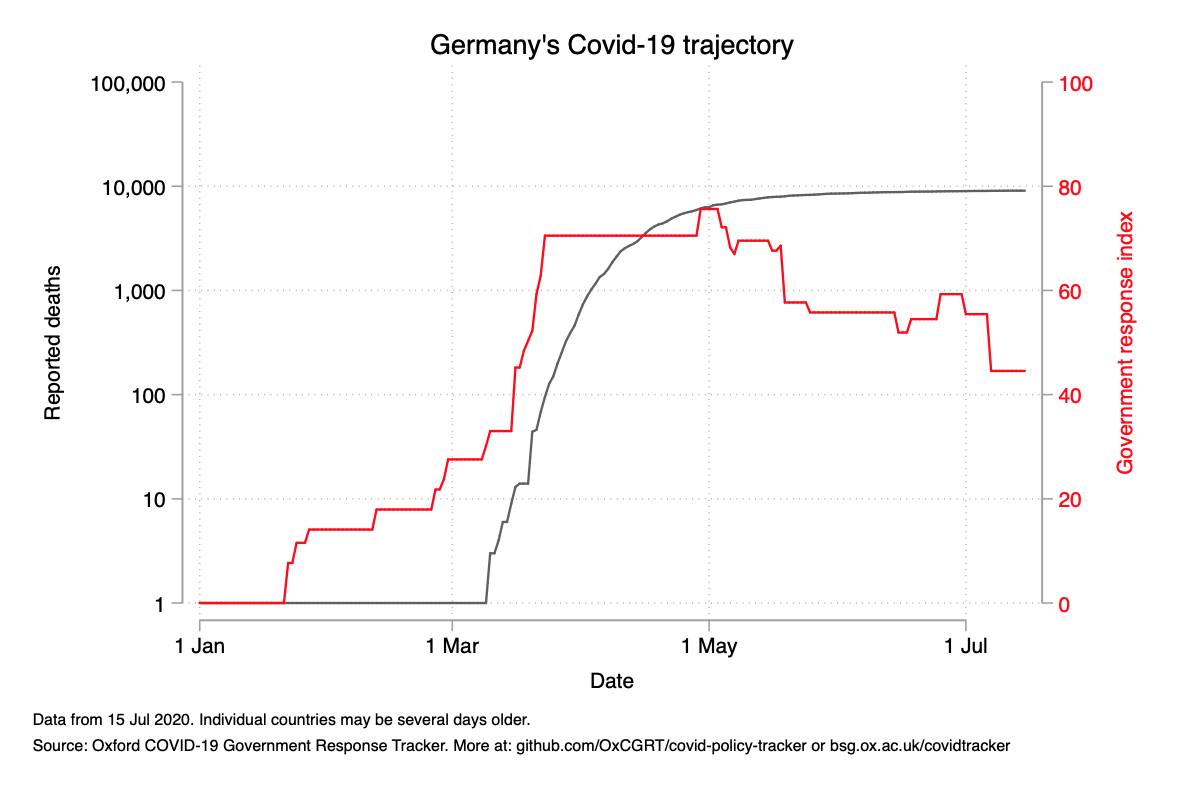 Germany's Covid-19 trajectory
100,000
10,000
1,000
100
10
1
Reported deaths
100
80
60
40
20
0
Government response index
1 Jan
1 Mar
1 May
1 Jul
Date
Data from 15 Jul 2020. Individual countries may be several days older.
Source: Oxford COVID-19 Government Response Tracker. More at: github.com/OxCGRT/covid-policy-tracker or bsg.ox.ac.uk/covidtracker